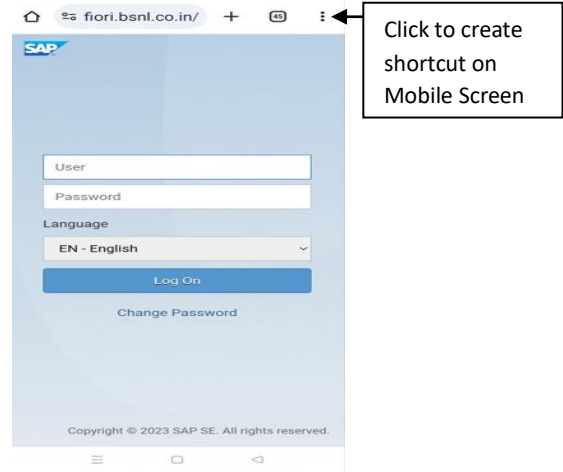 fiori.bsnl.co.in/
45
Click to create
shortcut on
Mobile Screen
SAP
User
Password
Language
EN - English
Log On
Change Password
Copyright © 2023 SAP SE. All rights reserved.